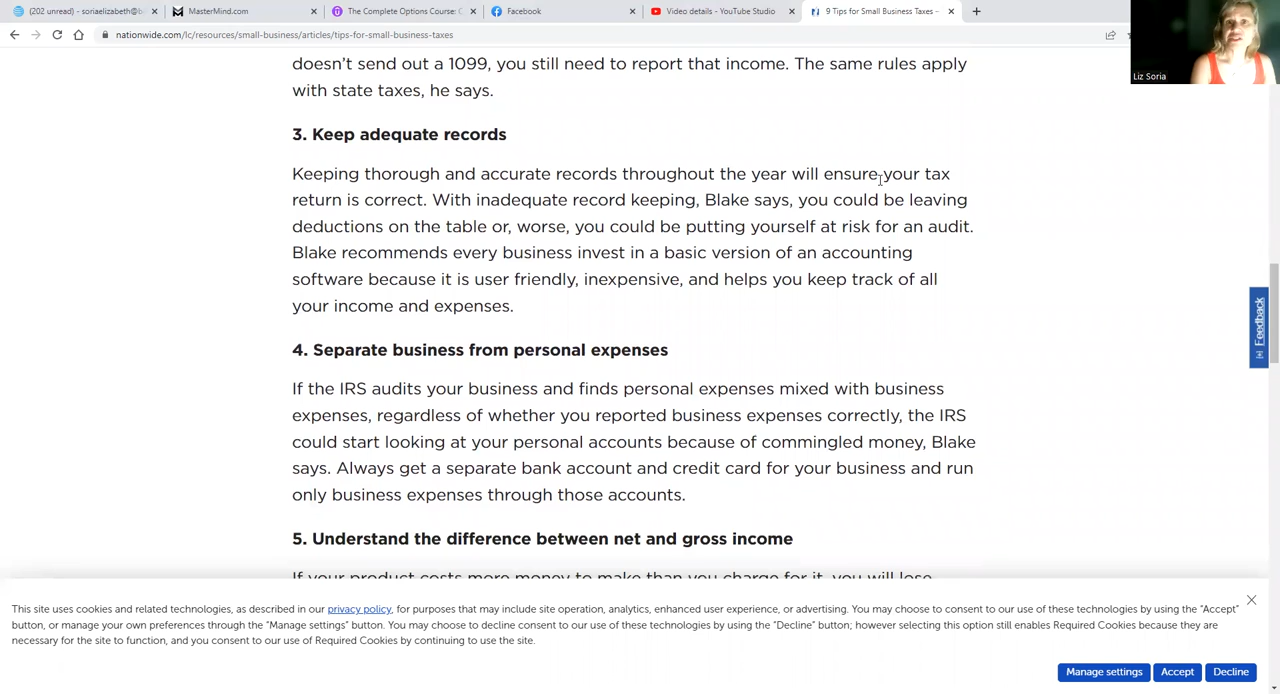 (202 unread) - soriaelizabeth@b
MasterMind.com
The Complete Options Course: C
Facebook
Video details - YouTube Studio
9 Tips for Small Business Taxes -
nationwide.com/lc/resources/small-business/articles/tips-for-small-business-taxes
Liz Soria
doesn't send out a 1099, you still need to report that income. The same rules apply
with state taxes, he says.
3. Keep adequate records
Keeping thorough and accurate records throughout the year will ensure your tax
return is correct. With inadequate record keeping, Blake says, you could be leaving
deductions on the table or, worse, you could be putting yourself at risk for an audit.
Blake recommends every business invest in a basic version of an accounting
software because it is user friendly, inexpensive, and helps you keep track of all
your income and expenses.
Feedback
4. Separate business from personal expenses
If the IRS audits your business and finds personal expenses mixed with business
expenses, regardless of whether you reported business expenses correctly, the IRS
could start looking at your personal accounts because of commingled money, Blake
says. Always get a separate bank account and credit card for your business and run
only business expenses through those accounts.
5. Understand the difference between net and gross income
If your product costs more money to make than you charge for it, you will lose
This site uses cookies and related technologies, as described in our privacy policy, for purposes that may include site operation, analytics, enhanced user experience, or advertising. You may choose to consent to our use of these technologies by using the "Accept"
button, or manage your own preferences through the "Manage settings" button. You may choose to decline consent to our use of these technologies by using the "Decline" button; however selecting this option still enables Required Cookies because they are
necessary for the site to function, and you consent to our use of Required Cookies by continuing to use the site.
Manage settings
Accept
Decline